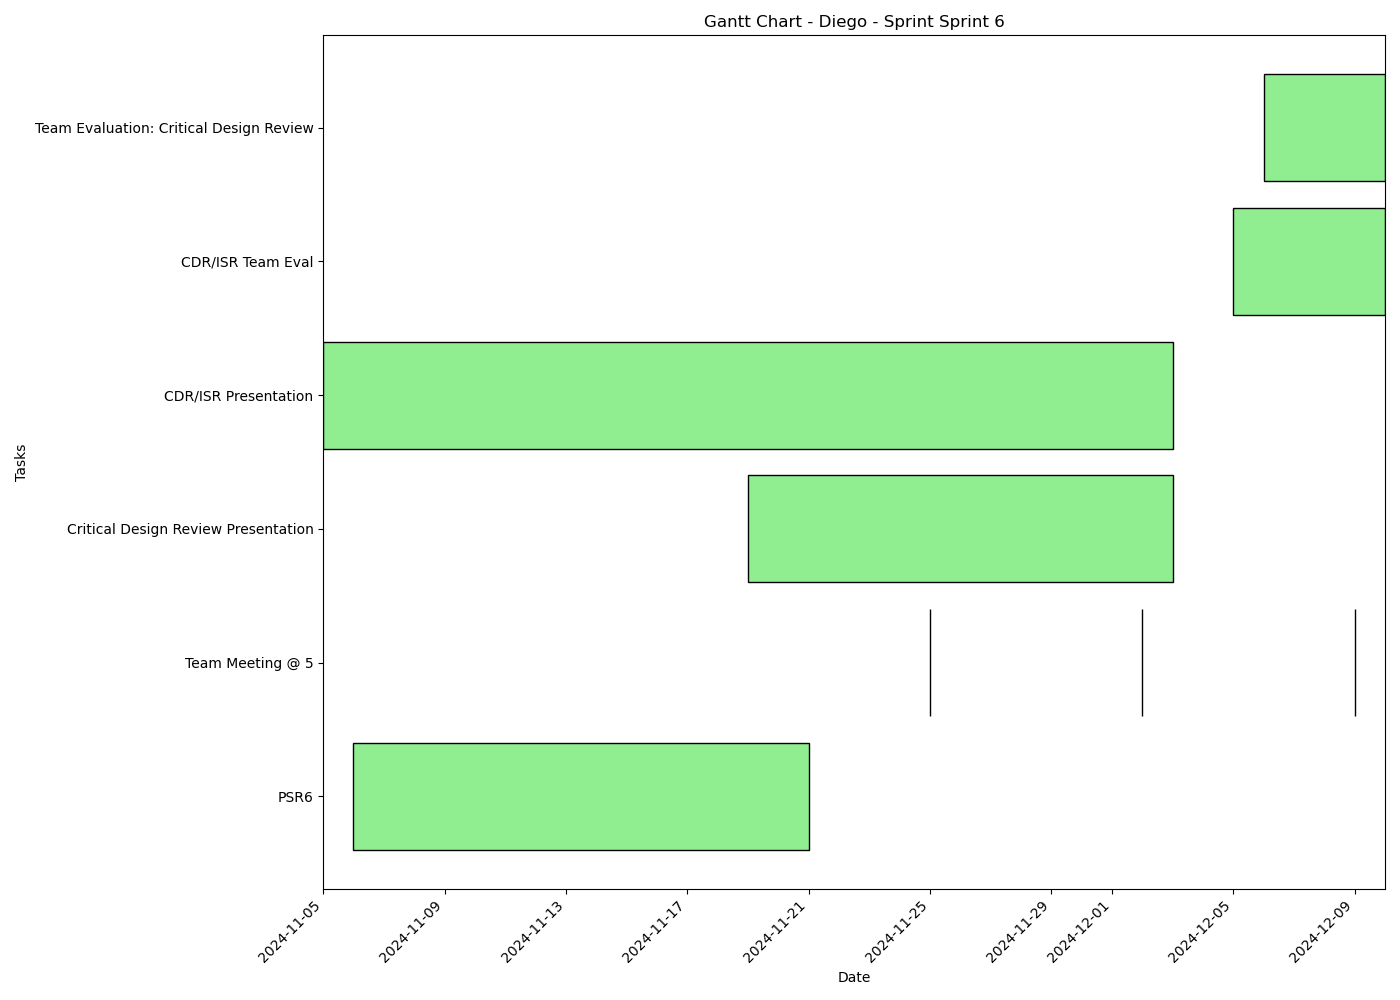 Gantt Chart - Diego - Sprint Sprint 6
Team Evaluation: Critical Design Review
CDR/ISR Team Eval
CDR/ISR Presentation
Critical Design Review Presentation
Team Meeting @ 5
PSR6
Tasks
2024-11-05
2024-11-09
2024-11-13
2024-11-17
2024-11-21
2024-11-25
2024-11-29
2024-12-01
2024-12-05
2024-12-09
Date